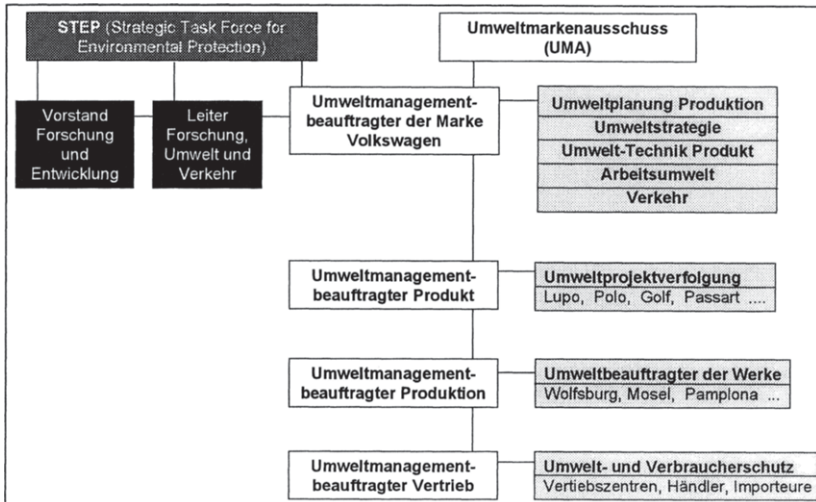 STEP (Strategic Task Force for
Environmental Protection)
Umweltmarkenausschuss
(UMA)
Vorstand
Forschung
und
Entwicklung
Leiter
Forschung,
Umwelt und
Verkehr
Umweltmanagement-
beauftragter der Marke
Volkswagen
Umweltplanung Produktion
Umweltstrategie
Umwelt-Technik Produkt
Arbeitsumwelt
Verkehr
Umweltmanagement-
beauftragter Produkt
Umweltprojektverfolgung
Lupo, Polo, Golf, Passart ....
Umweltmanagement-
beauftragter Produktion
Umweltbeauftragter der Werke
Wolfsburg, Mosel, Pamplona ...
Umweltmanagement-
beauftragter Vertrieb
Umwelt- und Verbraucherschutz
Vertiebszentren, Händler, Importeure